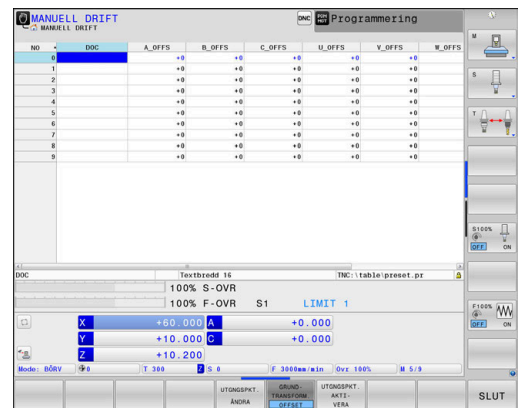 MANUELL DRIFT
MANUELL DRIFT
DNC
Programmering
NO DOC A_OFFS B_OFFS C_OFFS U_OFFS V_OFFS W_OFFS
0 +0 +0 +0 +0 +0
1 +0 +0 +0 +0 +0
2 +0 +0 +0 +0 +0
3 +0 +0 +0 +0 +0
4 +0 +0 +0 +0 +0
5 +0 +0 +0 +0 +0
6 +0 +0 +0 +0 +0
7 +0 +0 +0 +0 +0
8 +0 +0 +0 +0 +0
9 +0 +0 +0 +0 +0
DOC Textbredd 16 TNC:\table\preset.pr
100% S-OVR
100% F-OVR S1 LIMIT 1
X +60.000 A +0.000
Y +10.000 C +0.000
Z +10.200
Mode: BÖRV 0 T 300 Z S 0 F 3000mm/min Ovr 100% M 5/9
UTGNGSPKT. ÄNDRA
GRUND- TRANSFORM. OFFSET
UTGNGSPKT. AKTI- VERA
SLUT
M
S
T
S100%
OFF ON
F100%
OFF ON